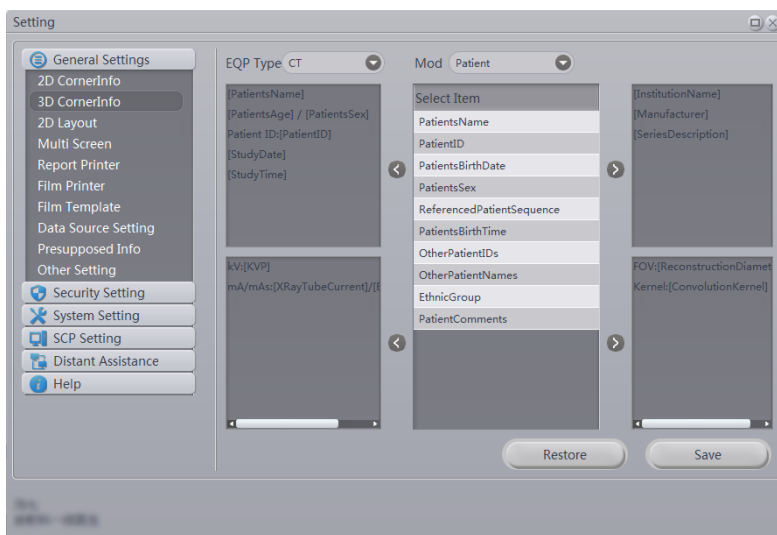 Setting
General Settings
2D CornerInfo
3D CornerInfo
2D Layout
Multi Screen
Report Printer
Film Printer
Film Template
Data Source Setting
Presupposed Info
Other Setting
Security Setting
System Setting
SCP Setting
Distant Assistance
Help
EQP Type CT
Mod Patient
[PatientsName]
[PatientsAge] / [PatientsSex]
Patient ID:[PatientID]
[StudyDate]
[StudyTime]
kV:[KVP]
mA/mAs:[XRayTubeCurrent]/[E
Select Item
PatientsName
PatientID
PatientsBirthDate
PatientsSex
ReferencedPatientSequence
PatientsBirthTime
OtherPatientIDs
OtherPatientNames
EthnicGroup
PatientComments
[InstitutionName]
[Manufacturer]
[SeriesDescription]
FOV:[ReconstructionDiamet
Kernel:[ConvolutionKernel]
Restore
Save